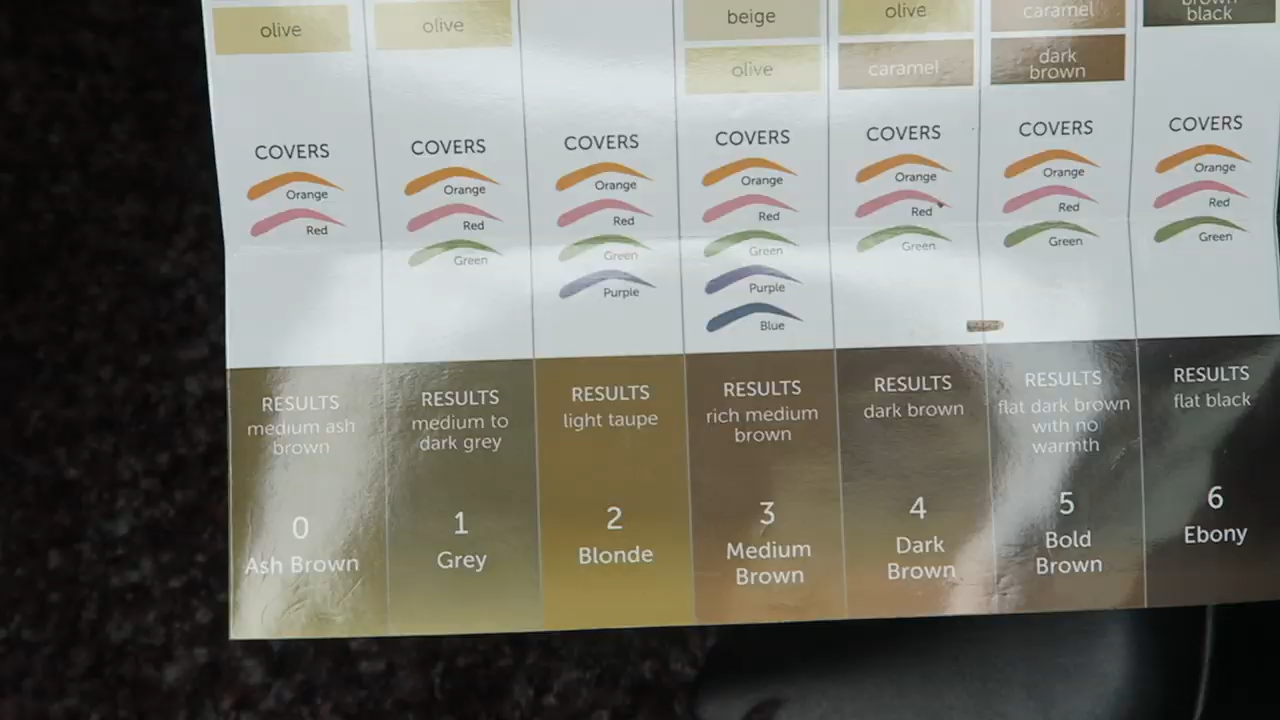 olive
olive
beige
olive
olive
caramel
caramel
dark
brown
brown
black
COVERS
Orange
Red
COVERS
Orange
Red
Green
COVERS
Orange
Red
Green
Purple
COVERS
Orange
Red
Green
Purple
Blue
COVERS
Orange
Red
Green
COVERS
Orange
Red
Green
COVERS
Orange
Red
Green
RESULTS
medium ash
brown
0
Ash Brown
RESULTS
medium to
dark grey
1
Grey
RESULTS
light taupe
2
Blonde
RESULTS
rich medium
brown
3
Medium
Brown
RESULTS
dark brown
4
Dark
Brown
RESULTS
flat dark brown
with no
warmth
5
Bold
Brown
RESULTS
flat black
6
Ebony